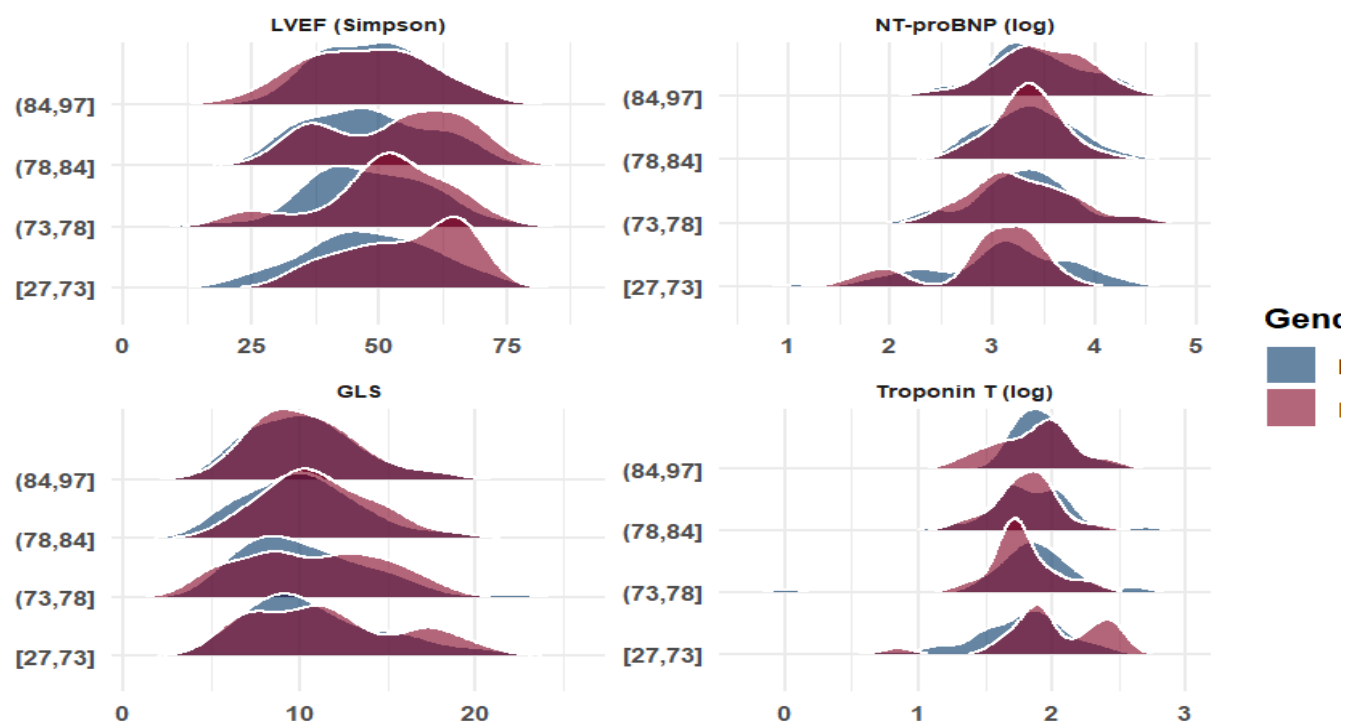 LVEF (Simpson)
(84,97]
(78,84]
(73,78]
[27,73]
0 25 50 75
NT-proBNP (log)
(84,97]
(78,84]
(73,78]
[27,73]
1 2 3 4 5
GLS
(84,97]
(78,84]
(73,78]
[27,73]
0 10 20
Troponin T (log)
(84,97]
(78,84]
(73,78]
[27,73]
0 1 2 3